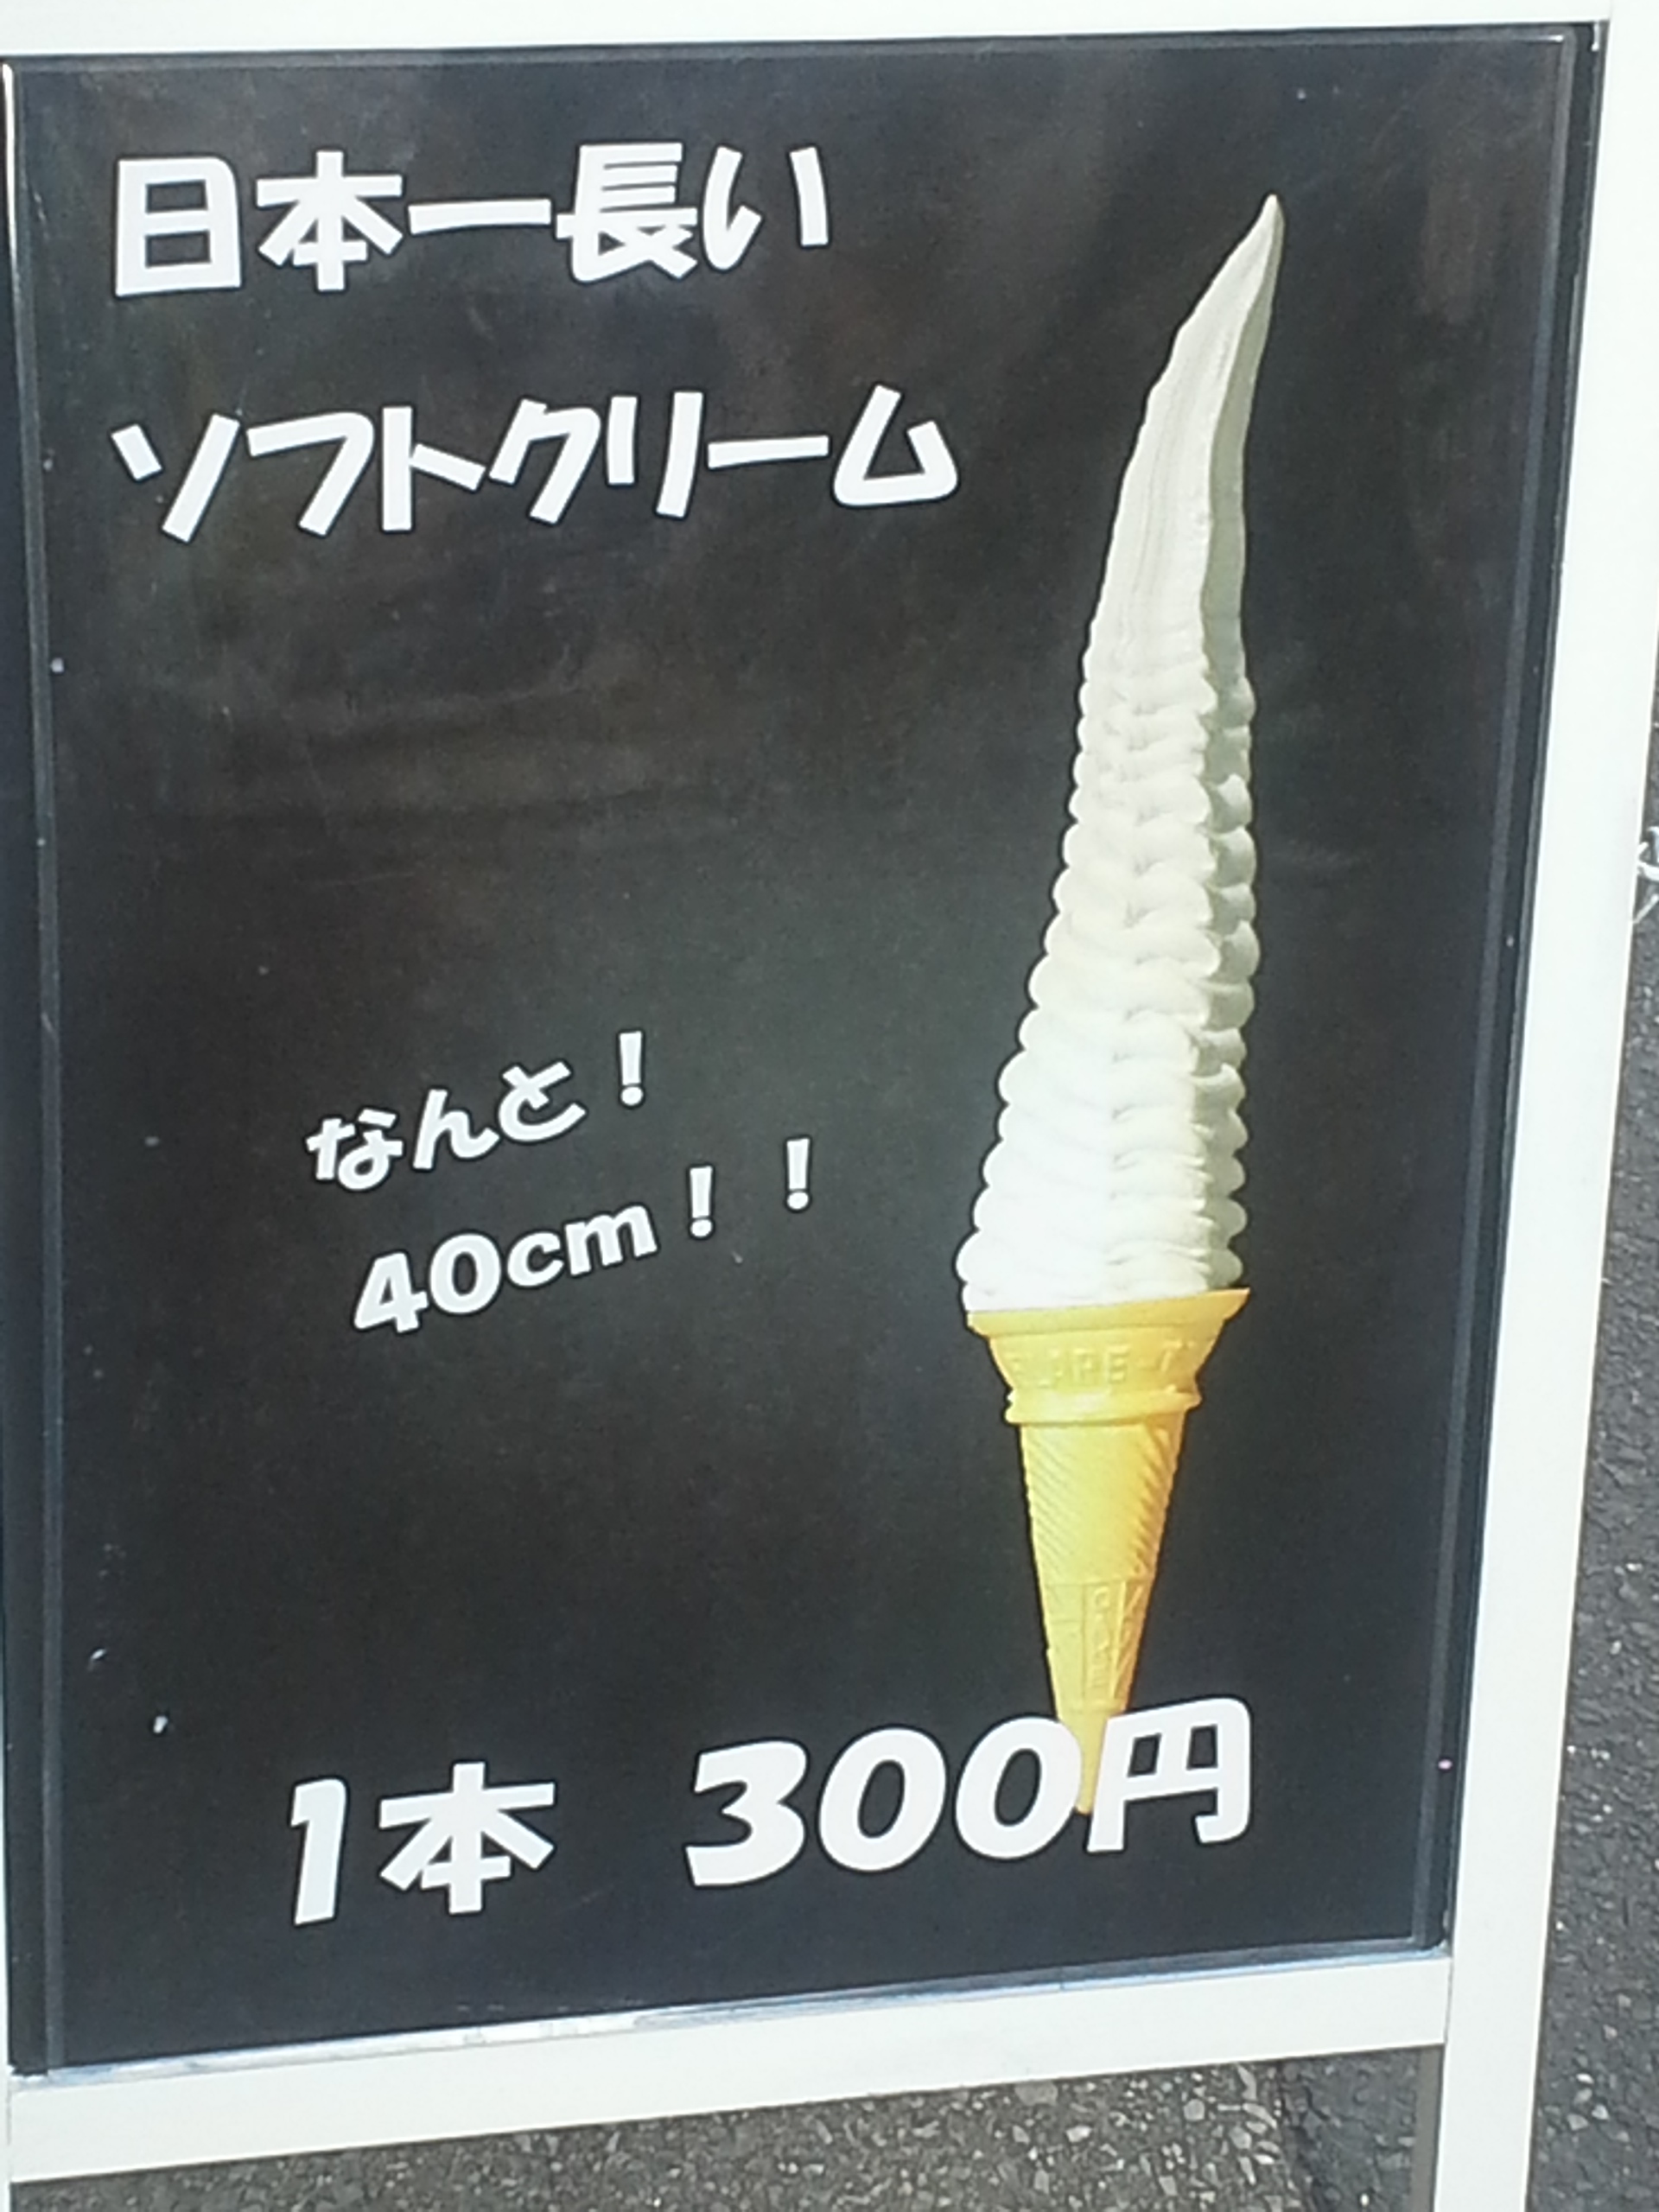 日本一長い
ソフトクリーム
なんと！
40cm！！
1本 300円